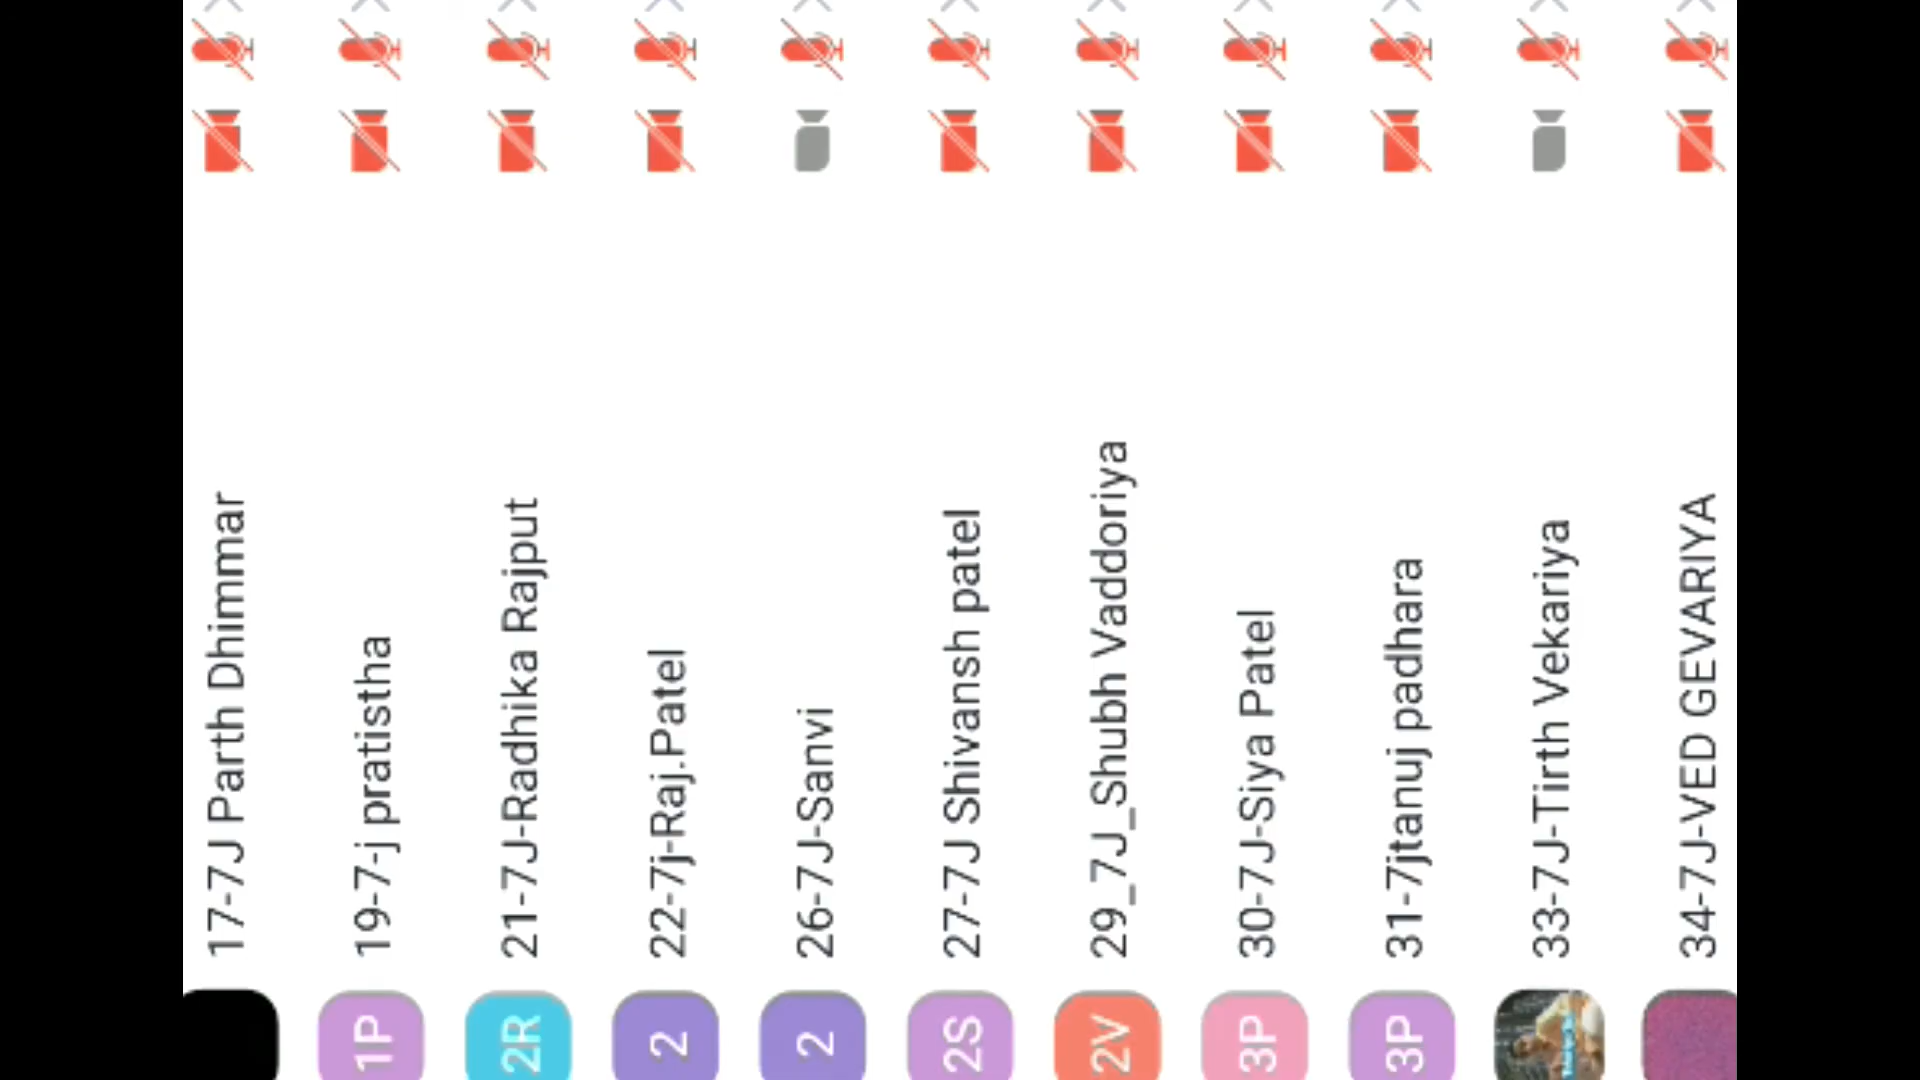 17-7J Parth Dhimmar
1P 19-7-j pratistha
2R 21-7J-Radhika Rajput
2 22-7j-Raj.Patel
2 26-7J-Sanvi
2S 27-7J Shivansh patel
2V 29_7J_Shubh Vaddoriya
3P 30-7J-Siya Patel
3P 31-7jtanuj padhara
33-7J-Tirth Vekariya
34-7J-VED GEVARIYA